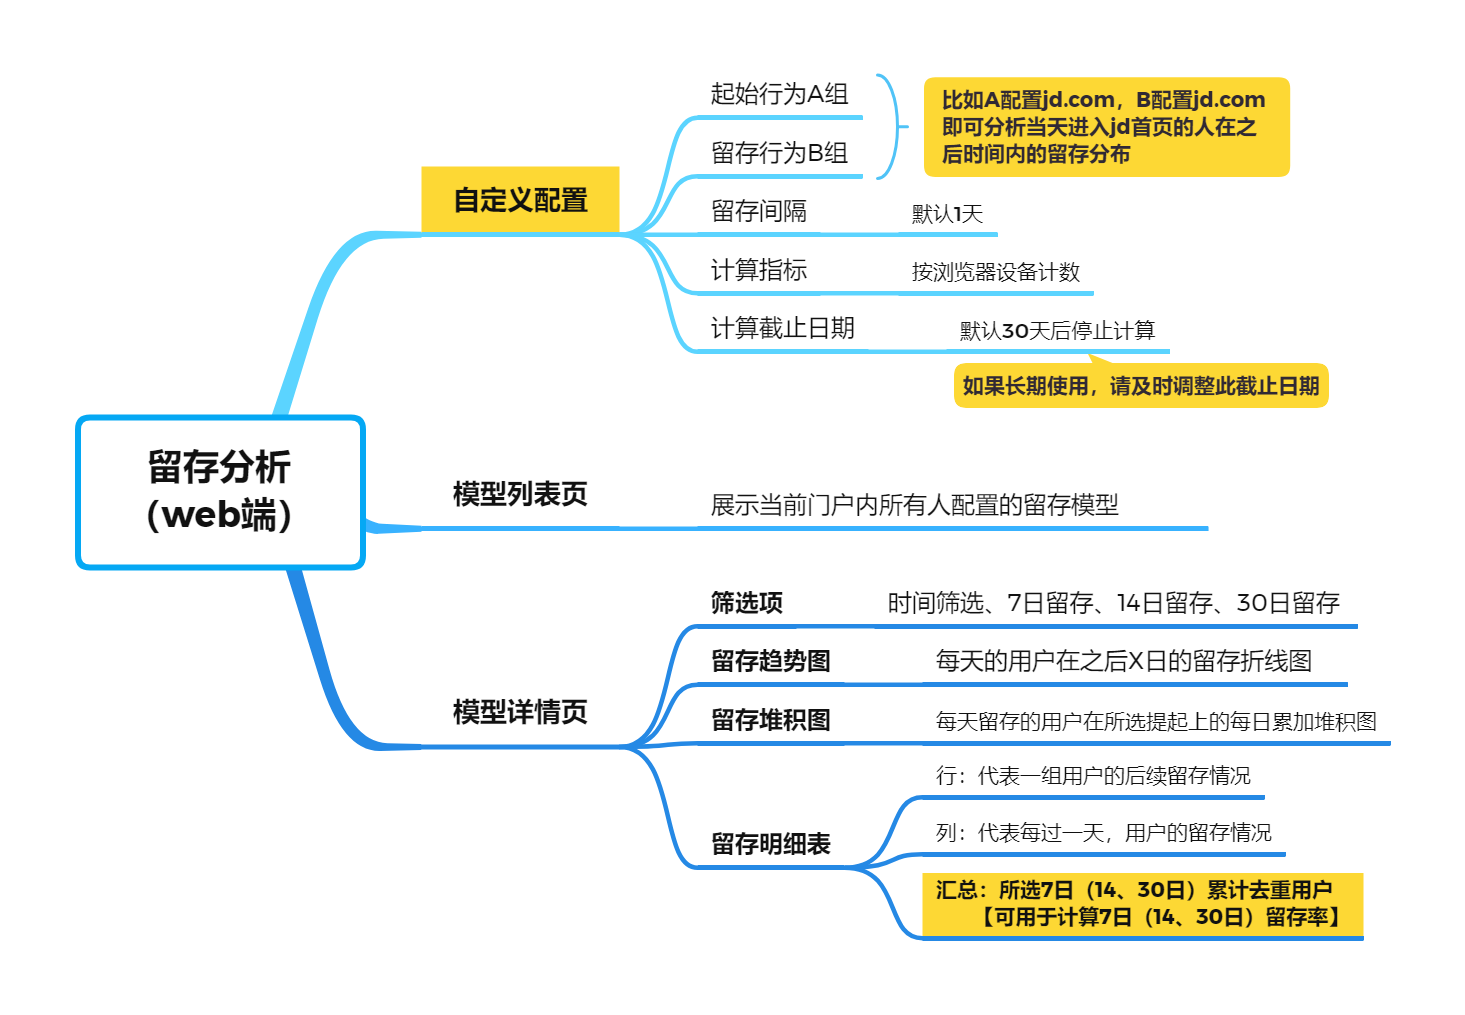 留存分析
（web端）
自定义配置
起始行为A组
留存行为B组
比如A配置jd.com，B配置jd.com
即可分析当天进入jd首页的人在之
后时间内的留存分布
留存间隔
默认1天
计算指标
按浏览器设备计数
计算截止日期
默认30天后停止计算
如果长期使用，请及时调整此截止日期
模型列表页
展示当前门户内所有人配置的留存模型
模型详情页
筛选项
时间筛选、7日留存、14日留存、30日留存
留存趋势图
每天的用户在之后X日的留存折线图
留存堆积图
每天留存的用户在所选提起上的每日累加堆积图
留存明细表
行：代表一组用户的后续留存情况
列：代表每过一天，用户的留存情况
汇总：所选7日（14、30日）累计去重用户
【可用于计算7日（14、30日）留存率】